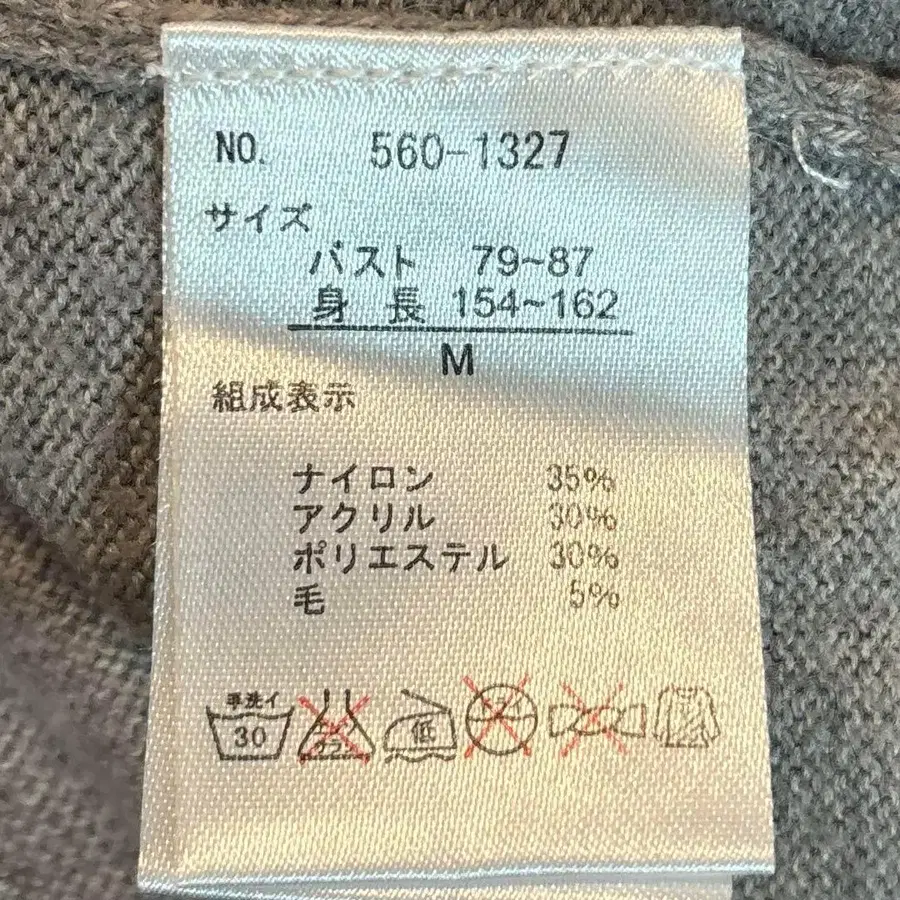 NO. 560-1327
サイズ
バスト 79~87
身長 154~162
M
組成表示
ナイロン 35%
アクリル 30%
ポリエステル 30%
毛 5%
手洗イ
30
低